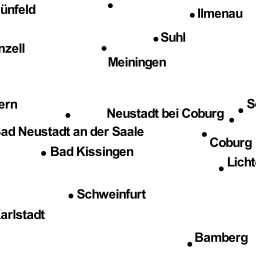 ünfeld
Ilmenau
Suhl
nzell
Meiningen
ern
Neustadt bei Coburg
S
ad Neustadt an der Saale
Coburg
Bad Kissingen
Licht
Schweinfurt
arlstadt
Bamberg